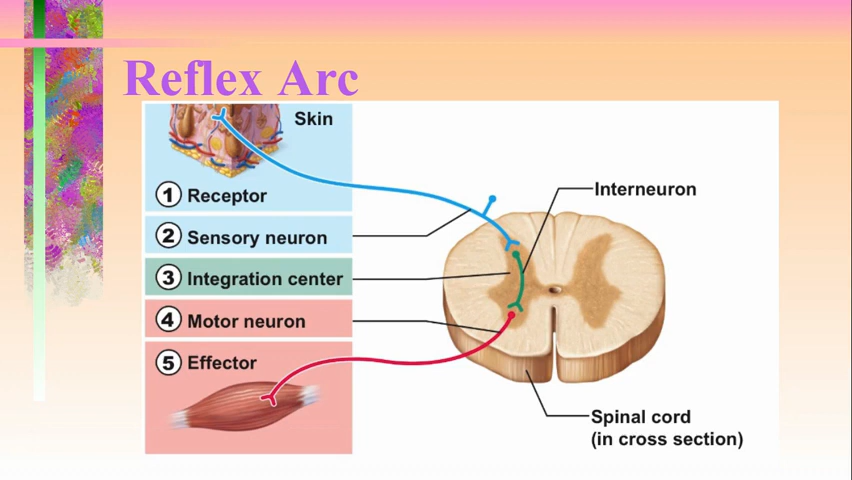 Reflex Arc
Skin
1 Receptor
2 Sensory neuron
3 Integration center
4 Motor neuron
5 Effector
Interneuron
Spinal cord
(in cross section)